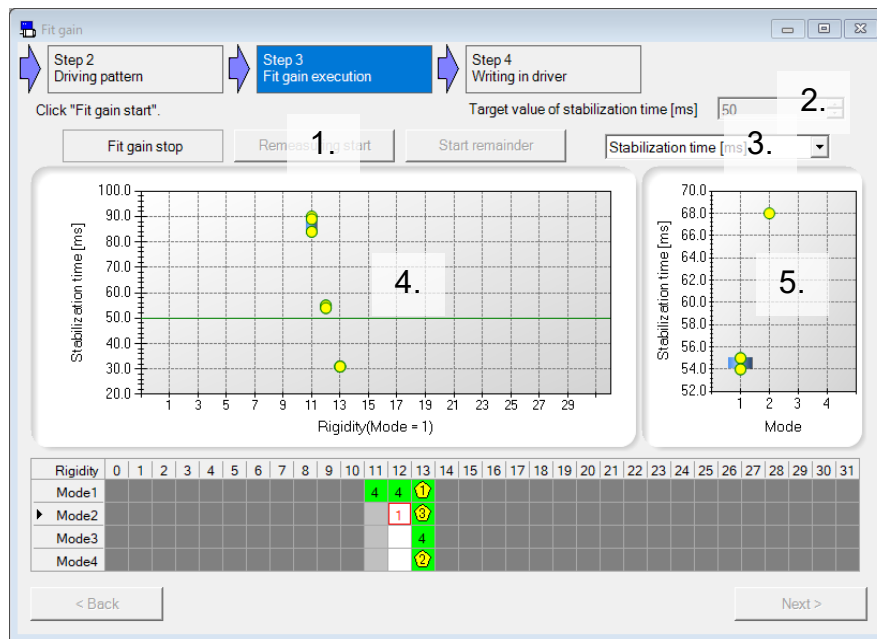 Fit gain
Step 2
Driving pattern
Step 3
Fit gain execution
Step 4
Writing in driver
Click "Fit gain start".
Target value of stabilization time [ms]
50
2.
Fit gain stop
Remeasuring start
1.
Start remainder
Stabilization time [ms]
3.
100.0
90.0
80.0
70.0
60.0
50.0
40.0
30.0
20.0
Stabilization time [ms]
4.
1 3 5 7 9 11 13 15 17 19 21 23 25 27 29
Rigidity(Mode = 1)
70.0
68.0
66.0
64.0
62.0
60.0
58.0
56.0
54.0
52.0
Stabilization time [ms]
5.
1 2 3 4
Mode
Rigidity 0 1 2 3 4 5 6 7 8 9 10 11 12 13 14 15 16 17 18 19 20 21 22 23 24 25 26 27 28 29 30 31
Mode1 4 4 1
Mode2 1 3
Mode3 4
Mode4 2
< Back
Next >